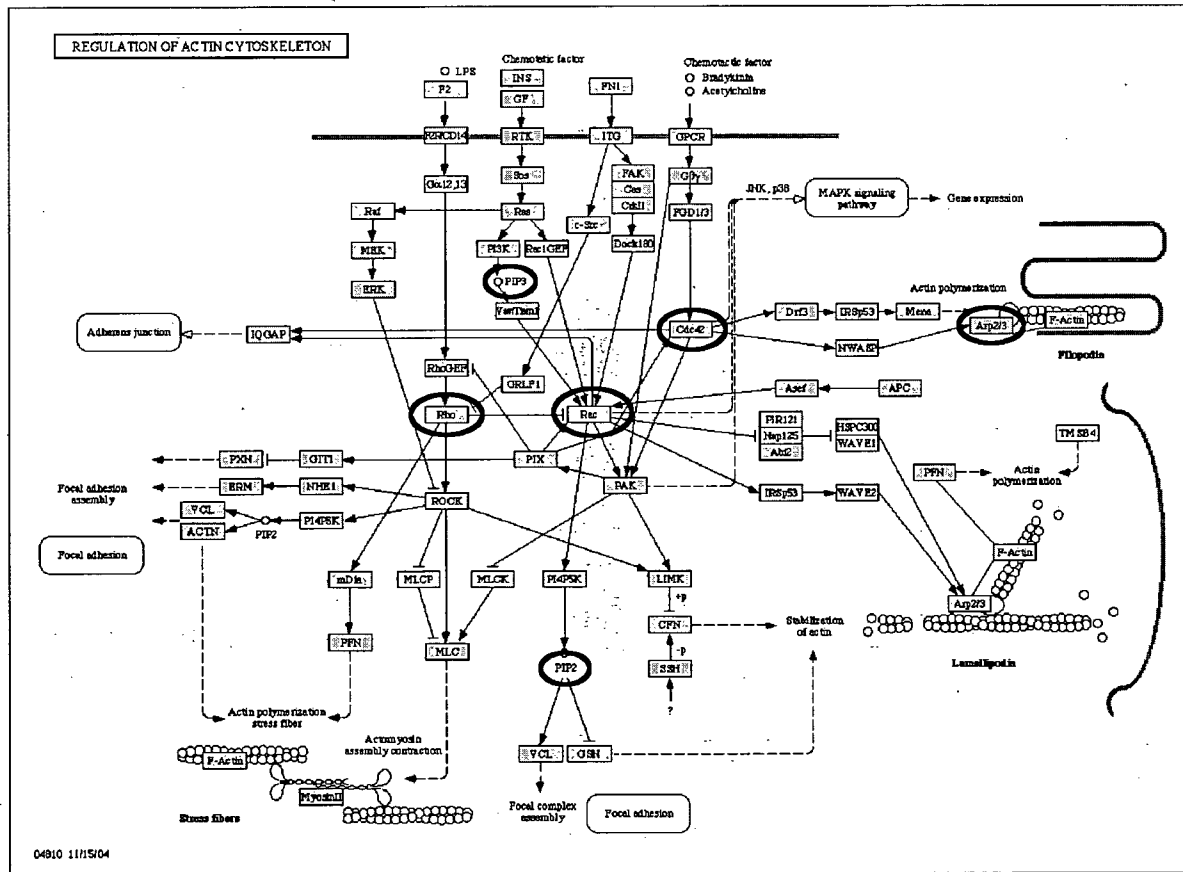 REGULATION OF ACTIN CYTOSKELETON
Chemotactic factor
LPS
INS
F2
GF
FN1
Chemotactic factor
Bradykinin
Acetylcholine
RTK
ITG
GPCR
Gα12,13
Sos
FAK
Cas
CrkII
Gβγ
JNK, p38
MAPK signaling
pathway
Gene expression
Raf
Ras
c-Src
FGD1/3
MEK
PI3K
Rac1GEF
Dock180
ERK
PIP3
Actin polymerization
Adherens junction
IQGAP
Cdc42
Drf3
IRSp53
Mena
Arp2/3
F-Actin
NWASP
Filopodia
RhoGEF
GRLF1
Asef
APC
Rho
Rac
PIR121
Nap125
Abi2
HSPC300
WAVE1
TMSB4
PXN
GIT1
PIX
PFN
Actin
polymerization
Focal adhesion
assembly
ERM
NHE1
ROCK
PAK
IRSp53
WAVE2
VCL
ACTN
PIP2
PI4P5K
F-Actin
Focal adhesion
mDia
MLCP
MLCK
PI4P5K
LIMK
+p
Arp2/3
CFN
Stabilization
of actin
PFN
MLC
-p
PIP2
SSH
Lamellipodia
?
Actin polymerization
stress fiber
Actomyosin
assembly contraction
VCL
GSN
F-Actin
MyosinII
Stress fibers
Focal complex
assembly
Focal adhesion
04810 11/15/04